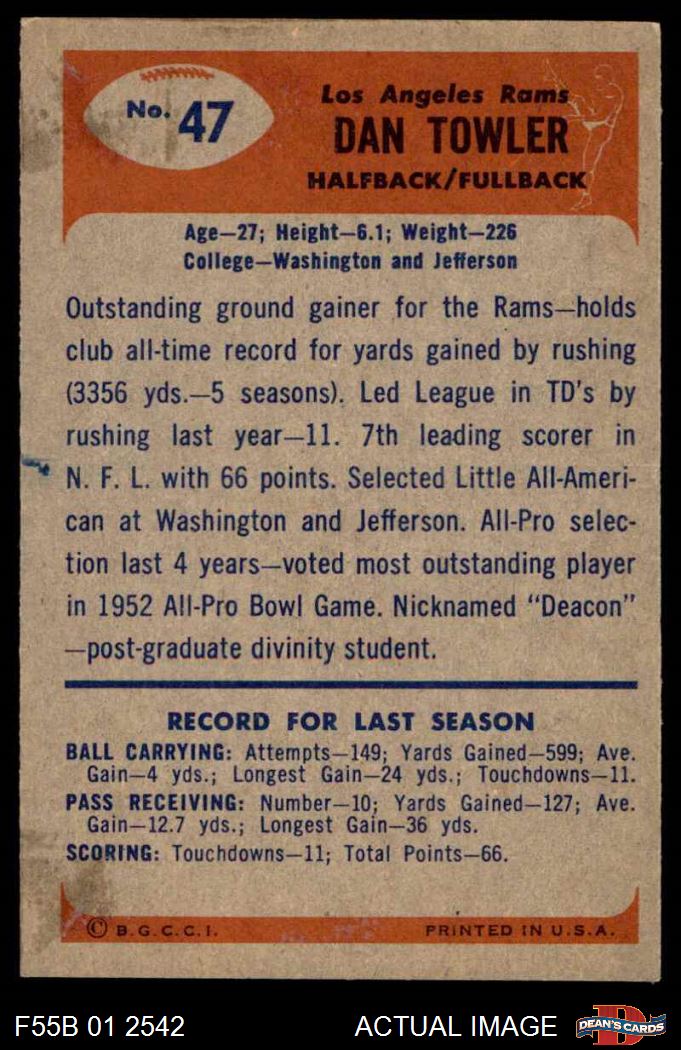 No. 47
Los Angeles Rams
DAN TOWLER
HALFBACK/FULLBACK
Age—27; Height—6.1; Weight—226
College—Washington and Jefferson
Outstanding ground gainer for the Rams—holds
club all-time record for yards gained by rushing
(3356 yds.—5 seasons). Led League in TD's by
rushing last year—11. 7th leading scorer in
N. F. L. with 66 points. Selected Little All-Ameri-
can at Washington and Jefferson. All-Pro selec-
tion last 4 years—voted most outstanding player
in 1952 All-Pro Bowl Game. Nicknamed "Deacon"
—post-graduate divinity student.
RECORD FOR LAST SEASON
BALL CARRYING: Attempts—149; Yards Gained—599; Ave.
Gain—4 yds.; Longest Gain—24 yds.; Touchdowns—11.
PASS RECEIVING: Number—10; Yards Gained—127; Ave.
Gain—12.7 yds.; Longest Gain—36 yds.
SCORING: Touchdowns—11; Total Points—66.
© B.G.C.C.I. PRINTED IN U.S.A.
F55B 01 2542 ACTUAL IMAGE D DEAN'S CARDS